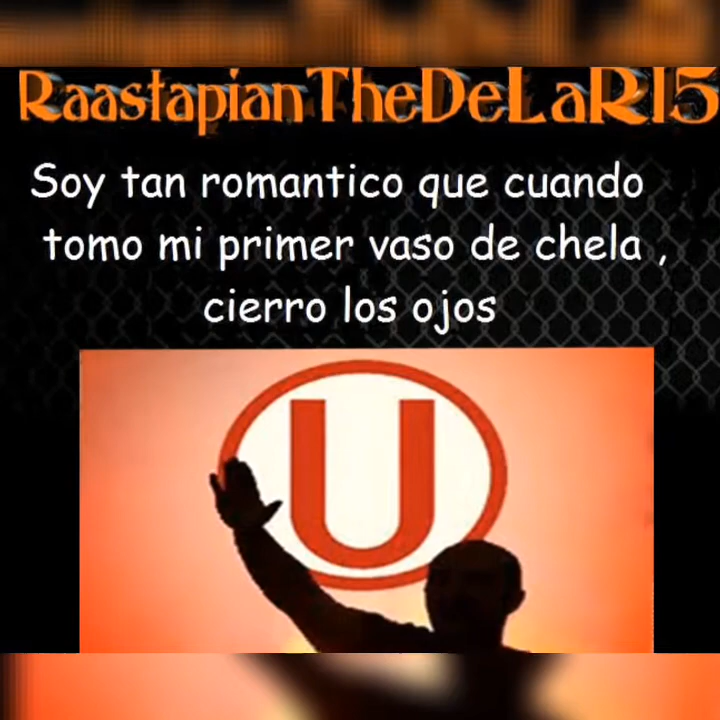 RaastapianTheDeLaR15
Soy tan romantico que cuando
tomo mi primer vaso de chela ,
cierro los ojos
U